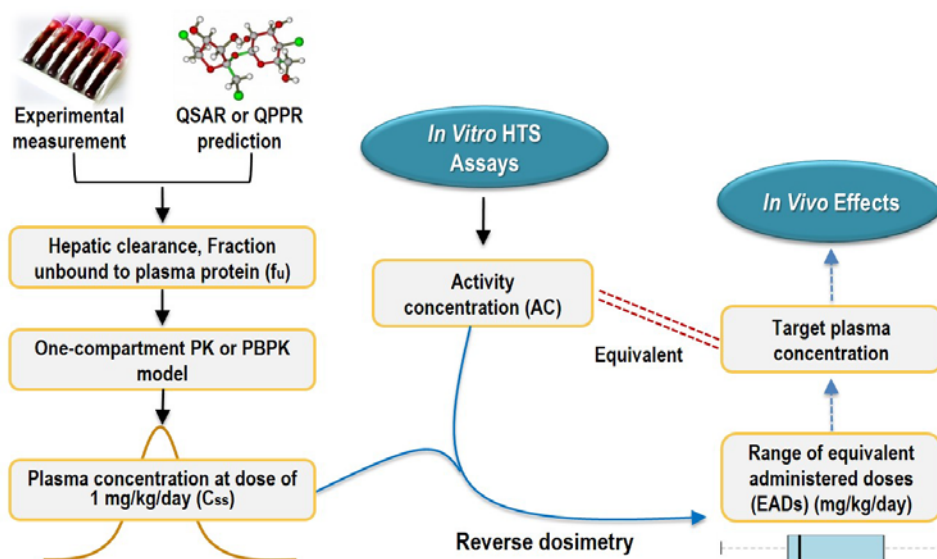 Experimental
measurement
QSAR or QPPR
prediction
Hepatic clearance, Fraction
unbound to plasma protein (fu)
One-compartment PK or PBPK
model
Plasma concentration at dose of
1 mg/kg/day (Css)
In Vitro HTS
Assays
Activity
concentration (AC)
Equivalent
Reverse dosimetry
In Vivo Effects
Target plasma
concentration
Range of equivalent
administered doses
(EADs) (mg/kg/day)